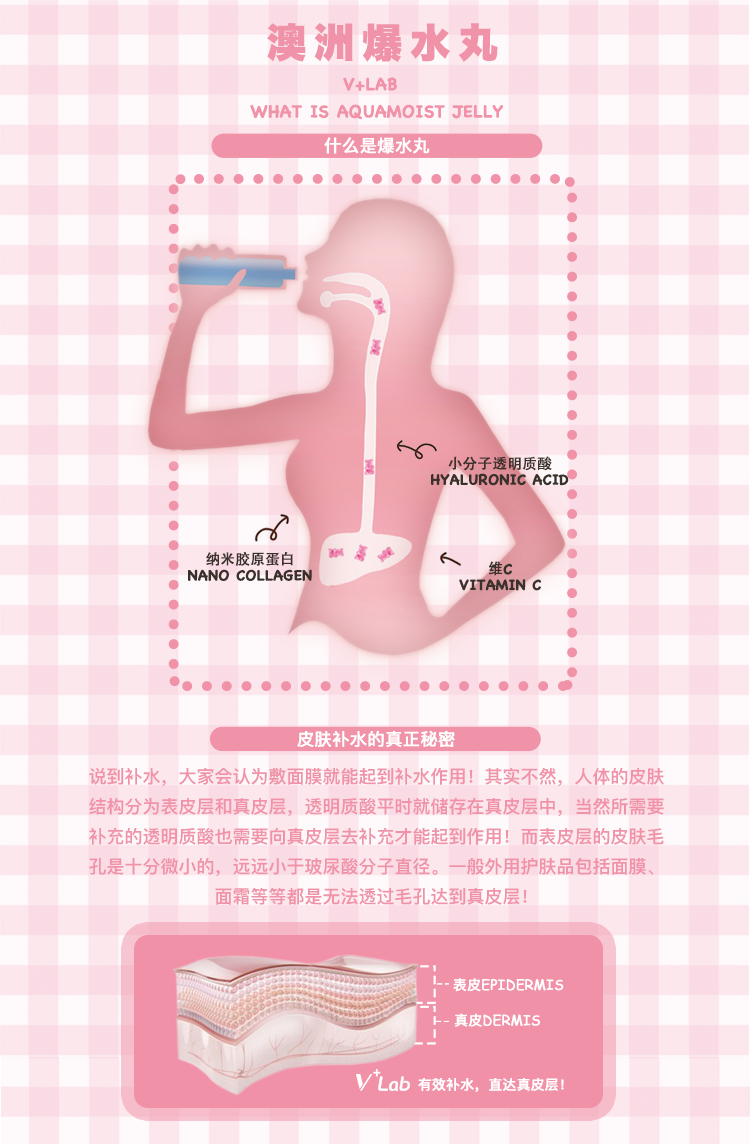 澳洲爆水丸
V+LAB
WHAT IS AQUAMOIST JELLY
什么是爆水丸
小分子透明质酸
HYALURONIC ACID
纳米胶原蛋白
NANO COLLAGEN
维C
VITAMIN C
皮肤补水的真正秘密
说到补水，大家会认为敷面膜就能起到补水作用！其实不然，人体的皮肤
结构分为表皮层和真皮层，透明质酸平时就储存在真皮层中，当然所需要
补充的透明质酸也需要向真皮层去补充才能起到作用！而表皮层的皮肤毛
孔是十分微小的，远远小于玻尿酸分子直径。一般外用护肤品包括面膜、
面霜等等都是无法透过毛孔达到真皮层！
表皮EPIDERMIS
真皮DERMIS
V+Lab 有效补水，直达真皮层！